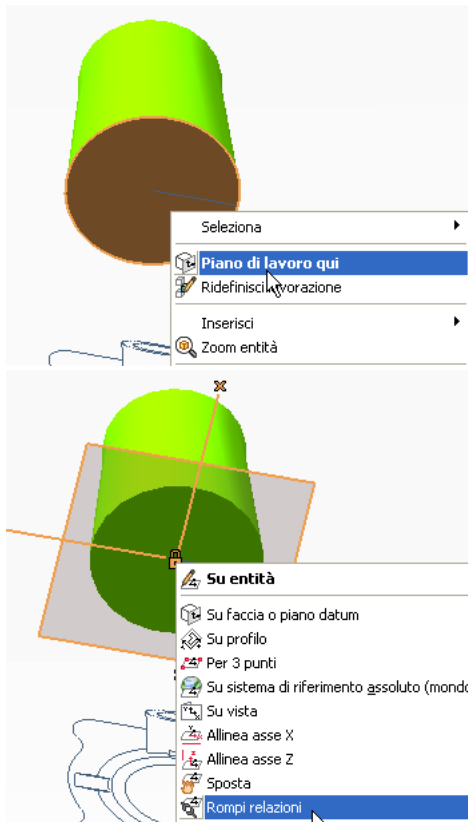 Seleziona
Piano di lavoro qui
Ridefinisci lavorazione
Inserisci
Zoom entità
x
Su entità
Su faccia o piano datum
Su profilo
Per 3 punti
Su sistema di riferimento assoluto (mondo
Su vista
Allinea asse X
Allinea asse Z
Sposta
Rompi relazioni